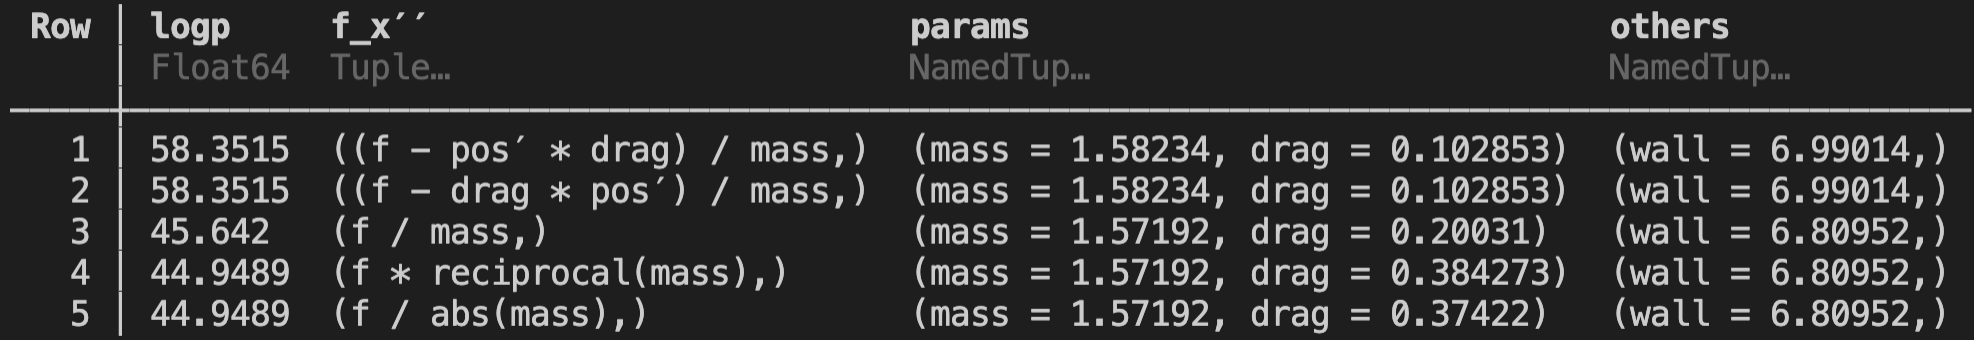 Row logp f_x′′ params others
Float64 Tuple… NamedTup… NamedTup…
1 58.3515 ((f − pos′ * drag) / mass,) (mass = 1.58234, drag = 0.102853) (wall = 6.99014,)
2 58.3515 ((f − drag * pos′) / mass,) (mass = 1.58234, drag = 0.102853) (wall = 6.99014,)
3 45.642 (f / mass,) (mass = 1.57192, drag = 0.20031) (wall = 6.80952,)
4 44.9489 (f * reciprocal(mass),) (mass = 1.57192, drag = 0.384273) (wall = 6.80952,)
5 44.9489 (f / abs(mass),) (mass = 1.57192, drag = 0.37422) (wall = 6.80952,)